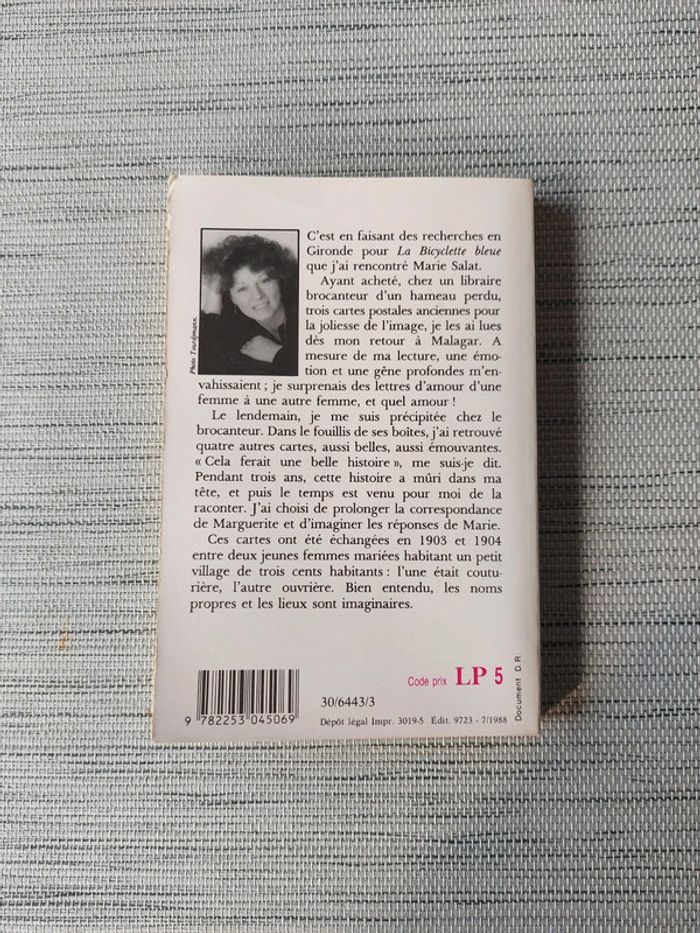 C'est en faisant des recherches en
Gironde pour La Bicyclette bleue
que j'ai rencontré Marie Salat.
Ayant acheté, chez un libraire
brocanteur d'un hameau perdu,
trois cartes postales anciennes pour
la joliesse de l'image, je les ai lues
dès mon retour à Malagar. A
mesure de ma lecture, une émo-
tion et une gêne profondes m'en-
vahissaient ; je surprenais des lettres d'amour d'une
femme à une autre femme, et quel amour !
Le lendemain, je me suis précipitée chez le
brocanteur. Dans le fouillis de ses boîtes, j'ai retrouvé
quatre autres cartes, aussi belles, aussi émouvantes.
« Cela ferait une belle histoire », me suis-je dit.
Pendant trois ans, cette histoire a mûri dans ma
tête, et puis le temps est venu pour moi de la
raconter. J'ai choisi de prolonger la correspondance
de Marguerite et d'imaginer les réponses de Marie.
Ces cartes ont été échangées en 1903 et 1904
entre deux jeunes femmes mariées habitant un petit
village de trois cents habitants : l'une était coutu-
rière, l'autre ouvrière. Bien entendu, les noms
propres et les lieux sont imaginaires.
Photo
Code prix LP 5
30/6443/3
9 782253 045069
Dépôt légal Impr. 3019-5 Édit. 9723 - 7/1988
Document D.R.